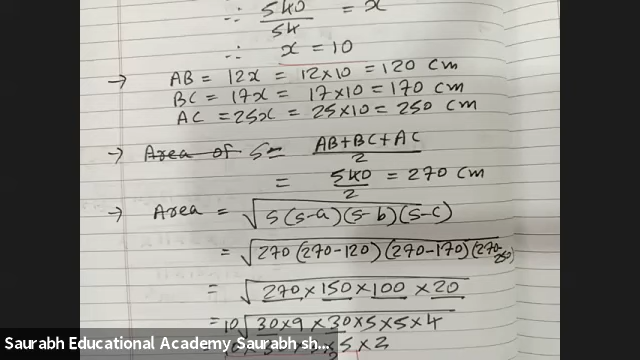 ∴ 540/54 = x
∴ x = 10
→ AB = 12x = 12×10 = 120 cm
BC = 17x = 17×10 = 170 cm
AC = 25x = 25×10 = 250 cm
→ Area of S = AB+BC+AC/2
= 540/2 = 270 cm
→ Area = √S(S-a)(S-b)(S-c)
= √270(270-120)(270-170)(270-250)
= √270×150×100×20
= 10√30×9×30×5×5×4
Saurabh Educational Academy Saurabh sh...